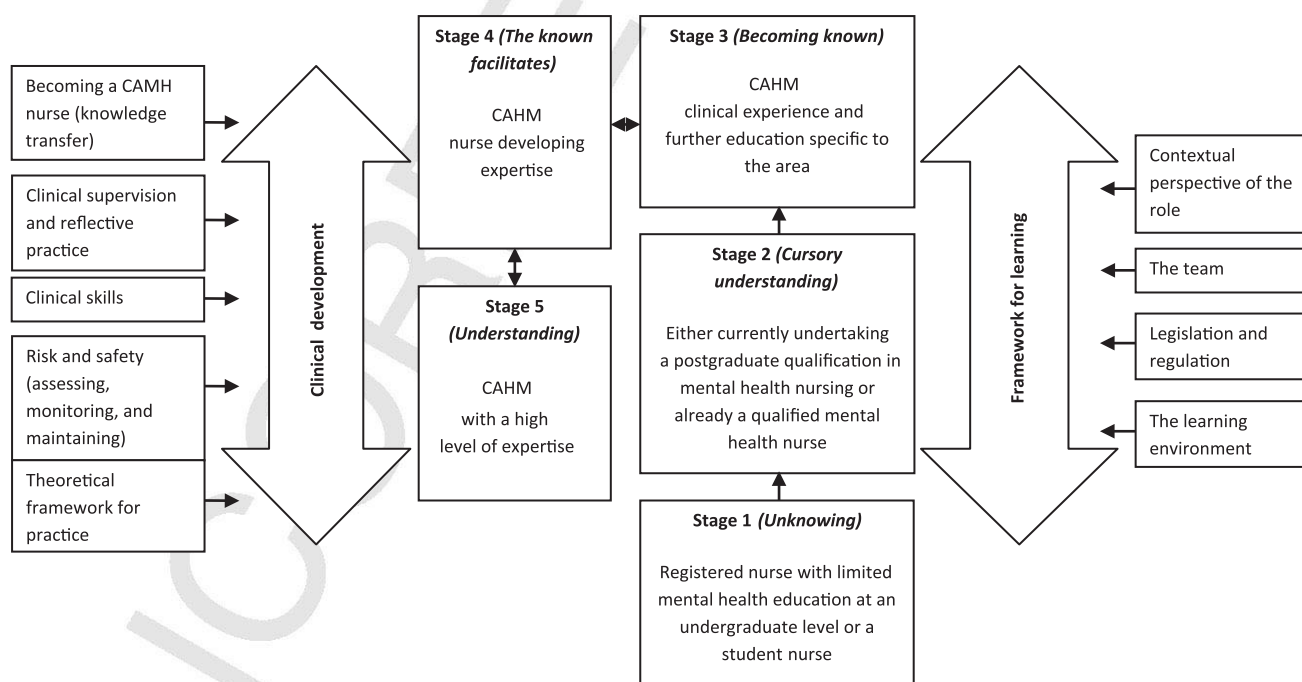 Becoming a CAMH
nurse (knowledge
transfer)
Clinical supervision
and reflective
practice
Clinical skills
Risk and safety
(assessing,
monitoring, and
maintaining)
Theoretical
framework for
practice
Clinical development
Stage 4 (The known
facilitates)
CAHM
nurse developing
expertise
Stage 5
(Understanding)
CAHM
with a high
level of expertise
Stage 3 (Becoming known)
CAHM
clinical experience and
further education specific to
the area
Stage 2 (Cursory
understanding)
Either currently undertaking
a postgraduate qualification in
mental health nursing or
already a qualified mental
health nurse
Stage 1 (Unknowing)
Registered nurse with limited
mental health education at an
undergraduate level or a
student nurse
Framework for learning
Contextual
perspective of the
role
The team
Legislation and
regulation
The learning
environment